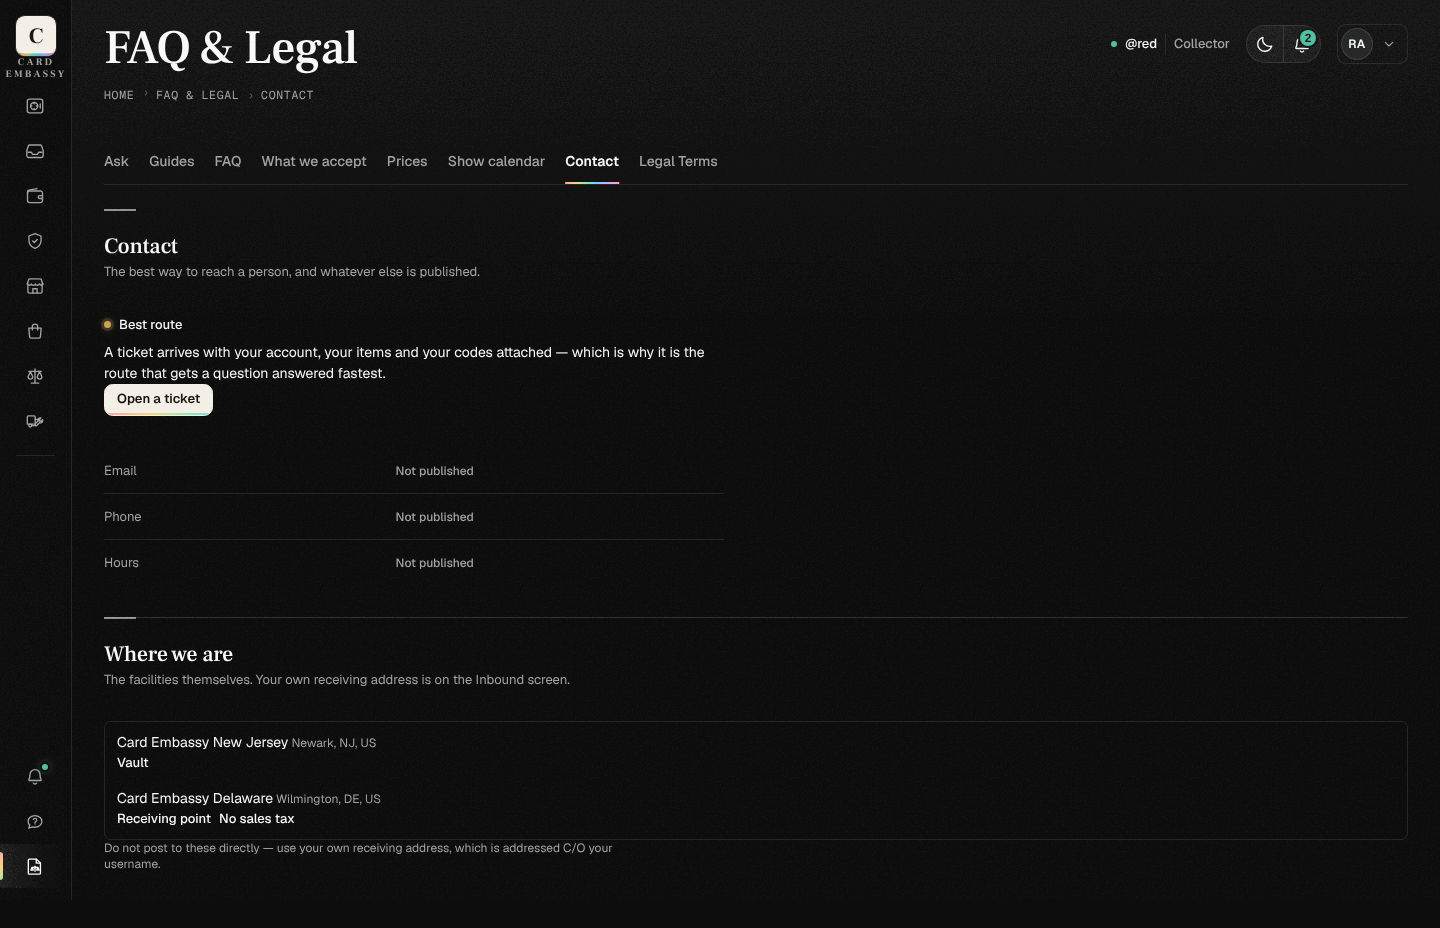 C
CARD
EMBASSY
FAQ & Legal
@red
Collector
2
RA
HOME › FAQ & LEGAL › CONTACT
Ask
Guides
FAQ
What we accept
Prices
Show calendar
Contact
Legal Terms
Contact
The best way to reach a person, and whatever else is published.
Best route
A ticket arrives with your account, your items and your codes attached — which is why it is the
route that gets a question answered fastest.
Open a ticket
Email Not published
Phone Not published
Hours Not published
Where we are
The facilities themselves. Your own receiving address is on the Inbound screen.
Card Embassy New Jersey Newark, NJ, US
Vault
Card Embassy Delaware Wilmington, DE, US
Receiving point No sales tax
Do not post to these directly — use your own receiving address, which is addressed C/O your
username.